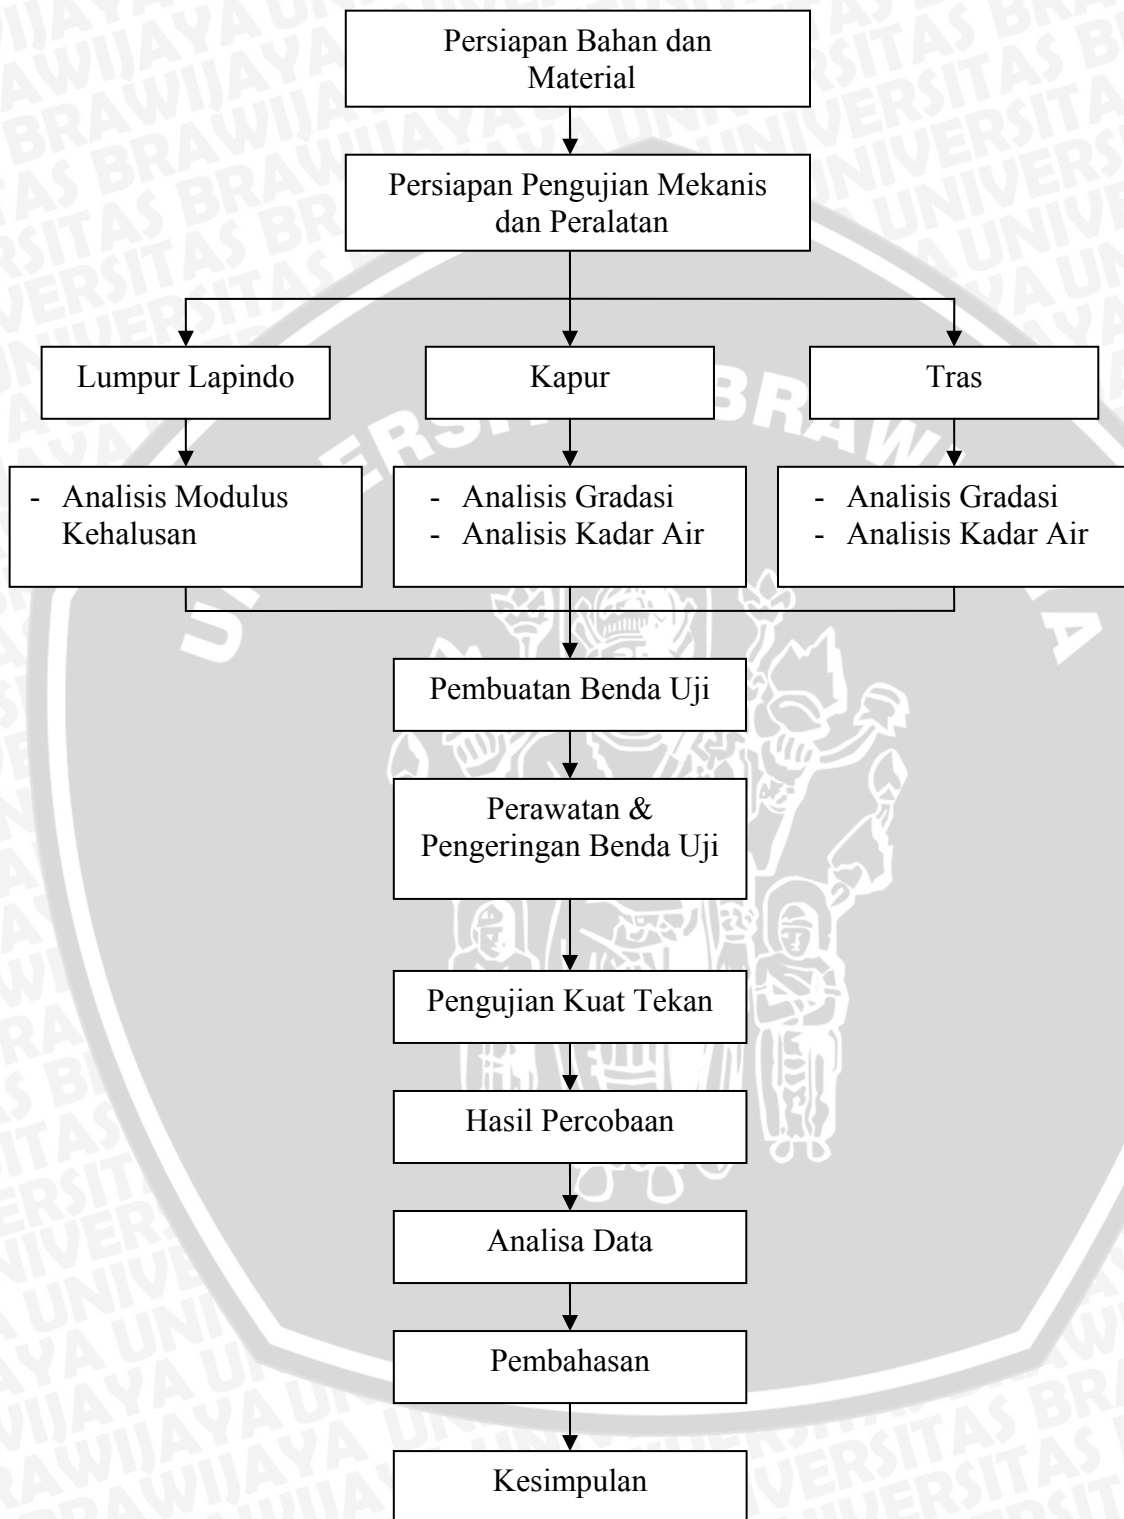 Persiapan Bahan dan
Material
Persiapan Pengujian Mekanis
dan Peralatan
Lumpur Lapindo
Kapur
Tras
- Analisis Modulus
Kehalusan
- Analisis Gradasi
- Analisis Kadar Air
- Analisis Gradasi
- Analisis Kadar Air
Pembuatan Benda Uji
Perawatan &
Pengeringan Benda Uji
Pengujian Kuat Tekan
Hasil Percobaan
Analisa Data
Pembahasan
Kesimpulan